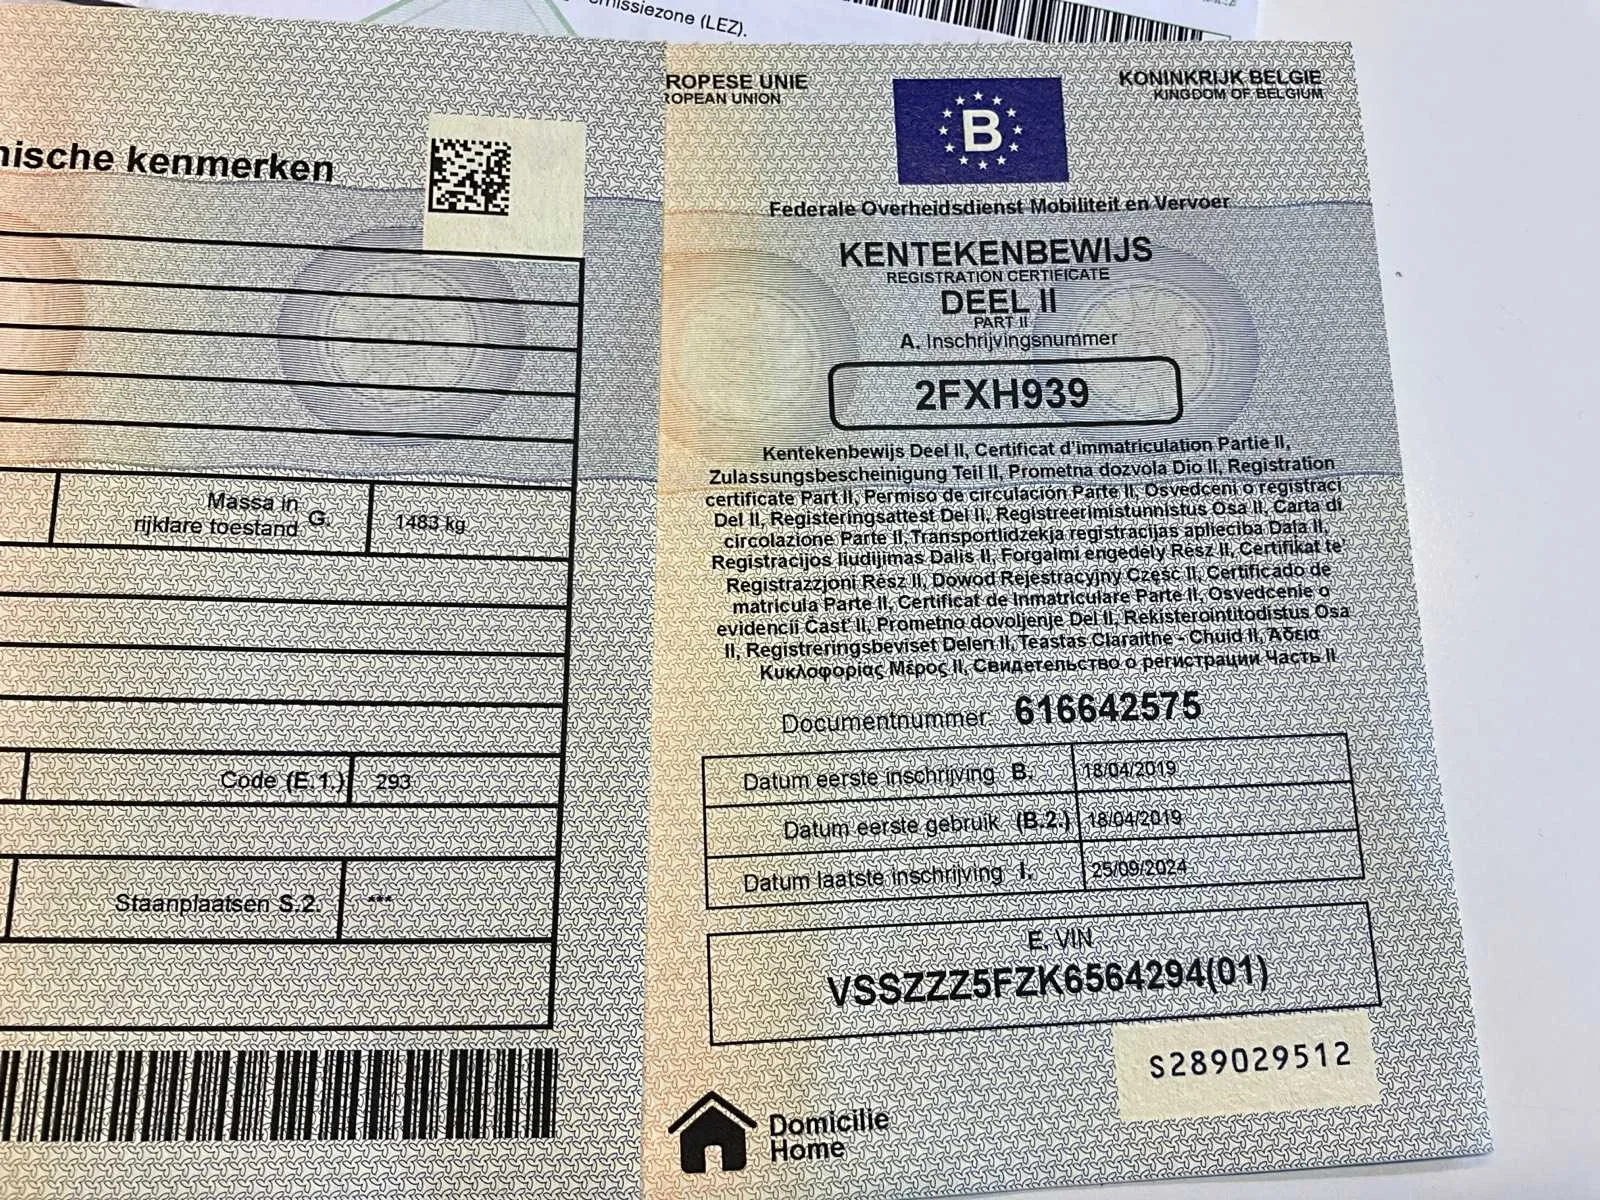 emissiezone (LEZ).
nische kenmerken
Massa in
rijklare toestand G. 1483 kg
Code (E.1.) 293
Staanplaatsen S.2. ***
ROPESE UNIE
ROPEAN UNION
B
KONINKRIJK BELGIE
KINGDOM OF BELGIUM
Federale Overheidsdienst Mobiliteit en Vervoer
KENTEKENBEWIJS
REGISTRATION CERTIFICATE
DEEL II
PART II
A. Inschrijvingsnummer
2FXH939
Kentekenbewijs Deel II, Certificat d'immatriculation Partie II,
Zulassungsbescheinigung Teil II, Prometna dozvola Dio II, Registration
certificate Part II, Permiso de circulación Parte II, Osvedceni o registraci
Del II, Registeringsattest Del II, Registreerimistunnistus Osa II, Carta di
circolazione Parte II, Transportlidzekja registracijas aplieciba Dala II,
Registracijos liudijimas Dalis II, Forgalmi engedély Rész II, Certifikat te'
Registrazzjoni Rész II, Dowod Rejestracyjny Część II, Certificado de
matricula Parte II, Certificat de Inmatriculare Parte II, Osvedcenie o
evidencii Cast' II, Prometno dovoljenje Del II, Rekisterointitodistus Osa
II, Registreringsbeviset Delen II, Teastas Claraithe - Chuid II, Άδεια
Κυκλοφορίας Μέρος II, Свидетельство о регистрации Часть II
Documentnummer: 616642575
Datum eerste inschrijving B. 18/04/2019
Datum eerste gebruik (B.2.) 18/04/2019
Datum laatste inschrijving I. 25/09/2024
E. VIN
VSSZZZ5FZK6564294(01)
S289029512
Domicilie
Home